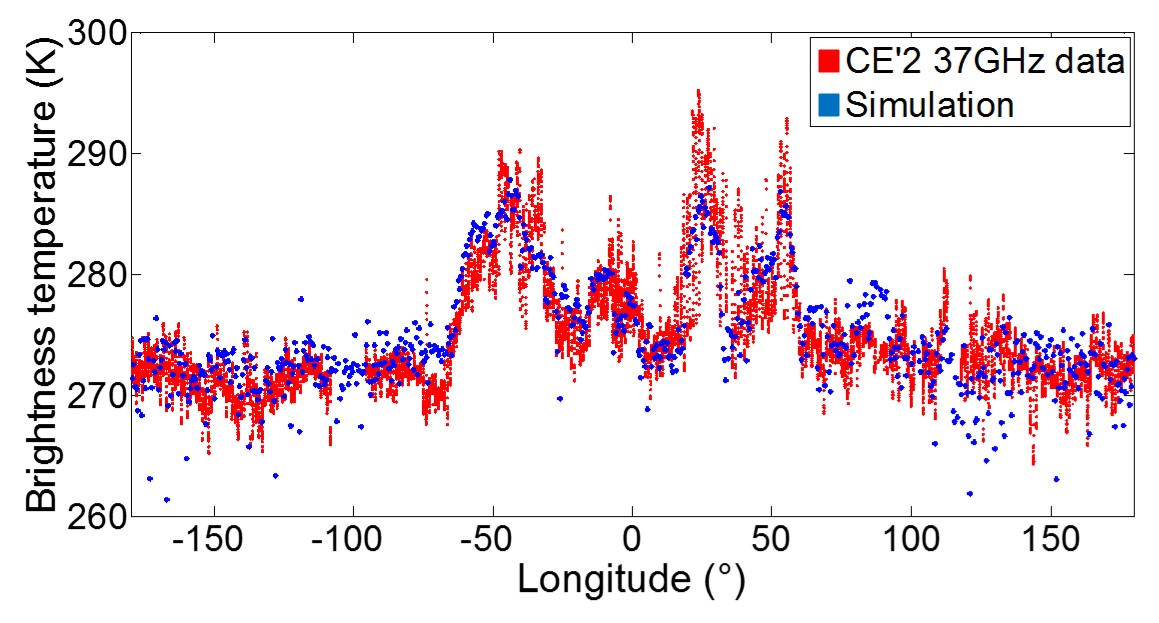 Brightness temperature (K)
300
290
280
270
260
CE'2 37GHz data
Simulation
-150 -100 -50 0 50 100 150
Longitude (°)